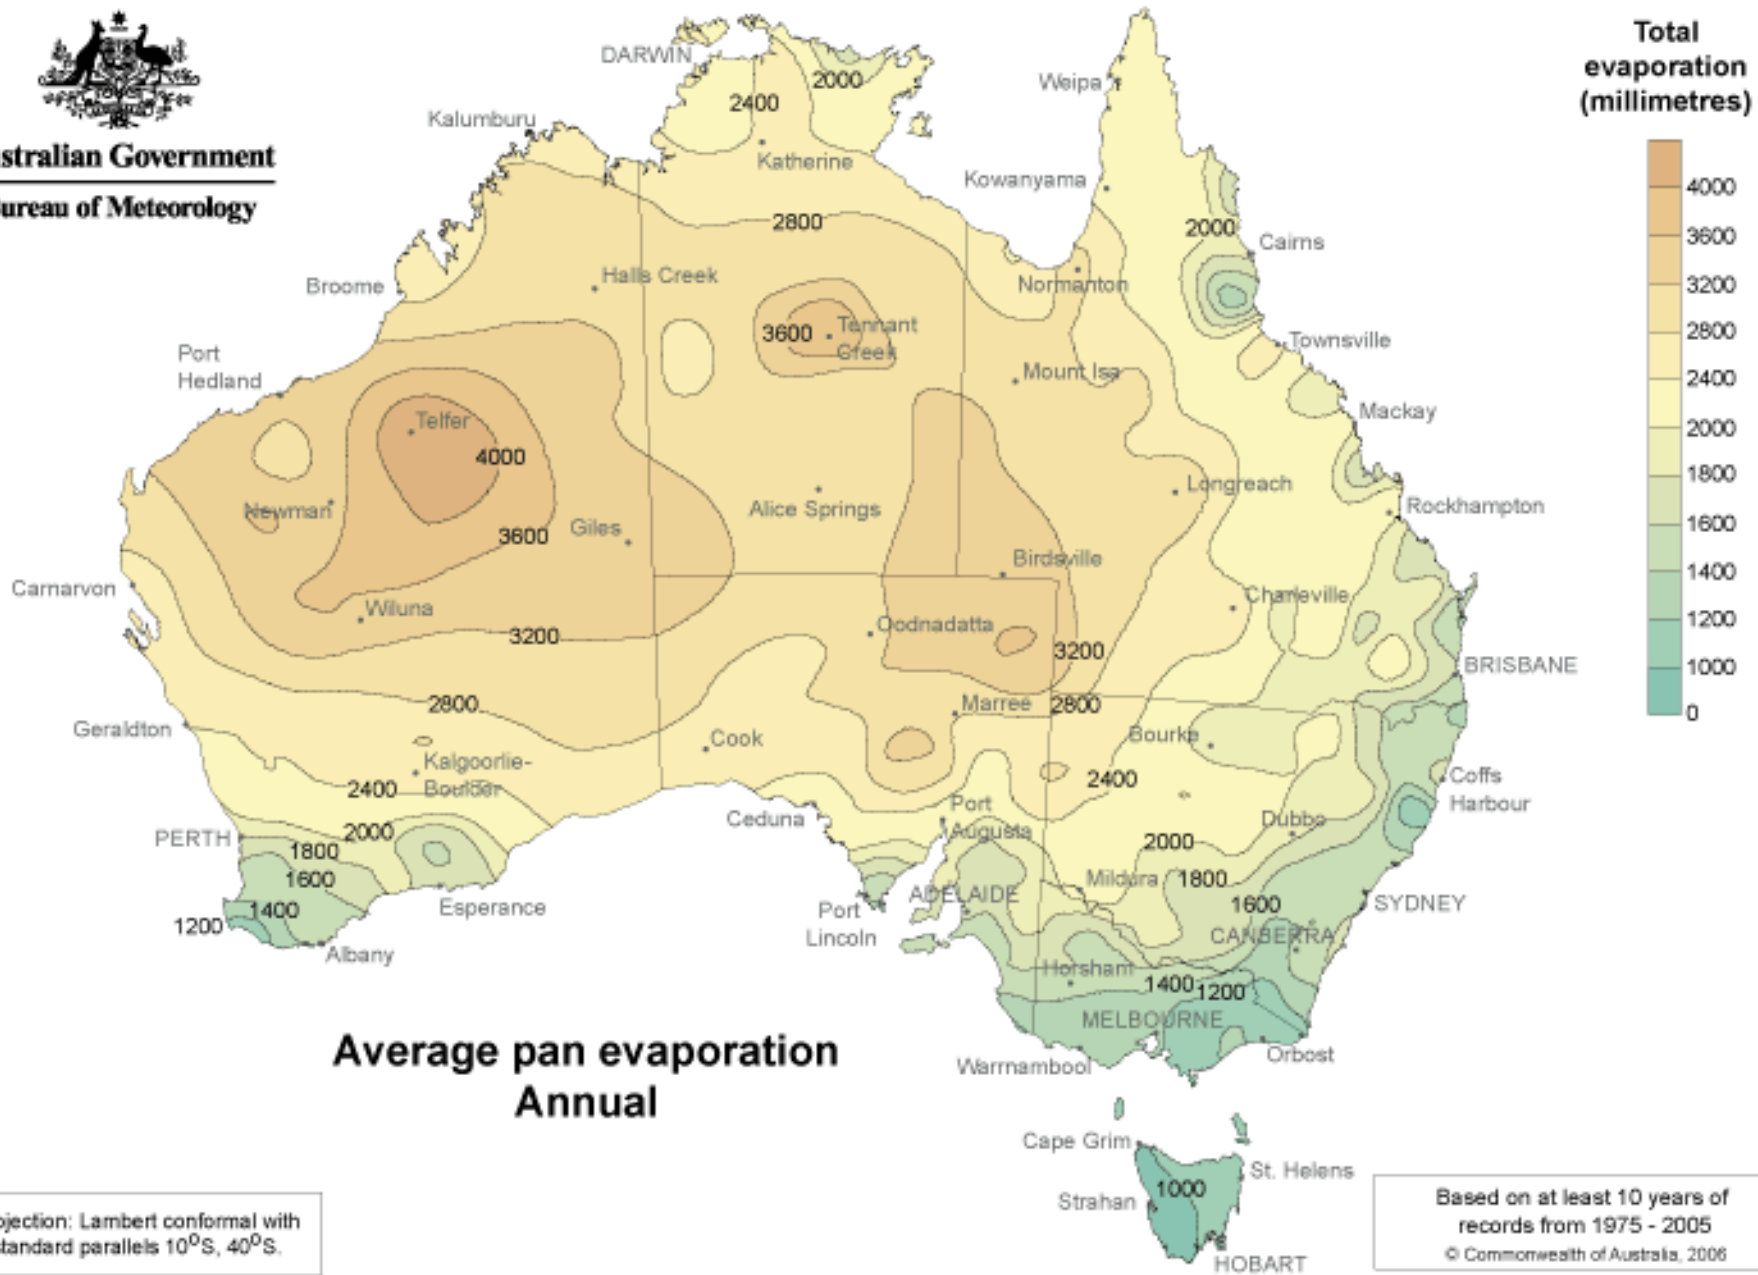 DARWIN
2000
2400
Weipa
Kalumburu
Katherine
Kowanyama
stralian Government
ureau of Meteorology
Total
evaporation
(millimetres)
4000
3600
3200
2800
2400
2000
1800
1600
1400
1200
1000
0
2800
2000
Cairns
Broome
Halls Creek
Normanton
3600
Tennant
Creek
Townsville
Port
Hedland
Mount Isa
Mackay
Telfer
4000
Newman
Alice Springs
Longreach
Rockhampton
3600
Giles
Birdsville
Carnarvon
Wiluna
Charleville
3200
Oodnadatta
3200
BRISBANE
2800
Marree
2800
Geraldton
Cook
Bourke
Kalgoorlie-
Boulder
2400
2400
Coffs
Harbour
Ceduna
Port
Augusta
Dubbo
PERTH
2000
1800
2000
1600
ADELAIDE
Mildura
1800
1200
1400
Esperance
Port
Lincoln
1600
SYDNEY
CANBERRA
Albany
Horsham
1400
1200
MELBOURNE
Warrnambool
Orbost
Average pan evaporation
Annual
Cape Grim
St. Helens
1000
Strahan
HOBART
ojection: Lambert conformal with
tandard parallels 10⁰S, 40⁰S.
Based on at least 10 years of
records from 1975 - 2005
© Commonwealth of Australia, 2006